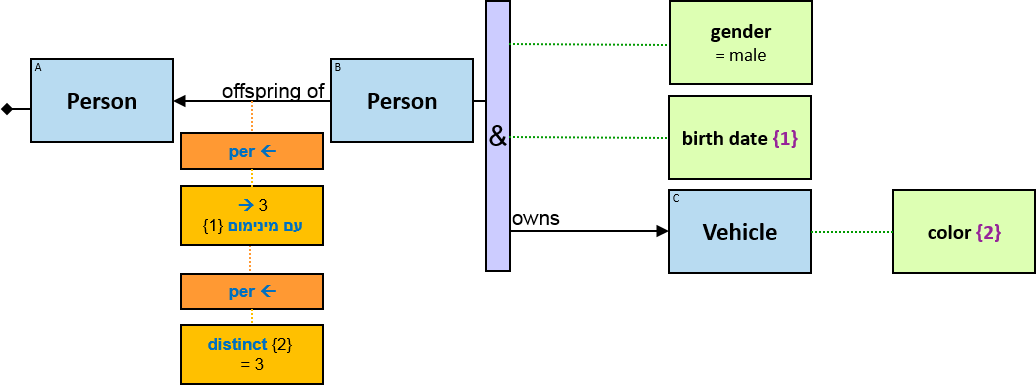 A
Person
offspring of
B
Person
&
gender
= male
birth date {1}
owns
C
Vehicle
color {2}
per ←
→ 3
עם מינימום {1}
per ←
distinct {2}
= 3